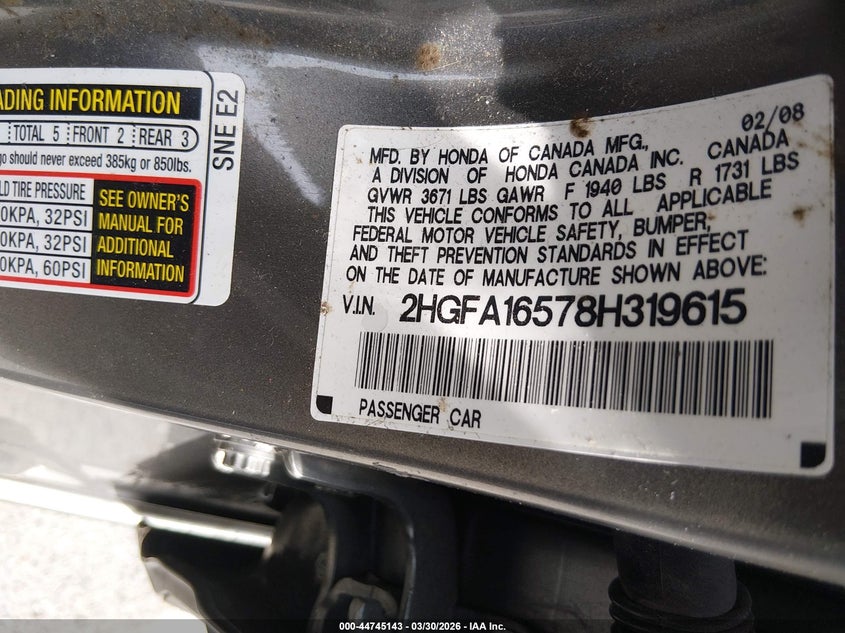 ADING INFORMATION
TOTAL 5 FRONT 2 REAR 3
go should never exceed 385kg or 850lbs.
LD TIRE PRESSURE
0KPA, 32PSI
0KPA, 32PSI
0KPA, 60PSI
SEE OWNER'S
MANUAL FOR
ADDITIONAL
INFORMATION
SNE E2
02/08
MFD. BY HONDA OF CANADA MFG., CANADA
A DIVISION OF HONDA CANADA INC.
GVWR 3671 LBS GAWR F 1940 LBS R 1731 LBS
THIS VEHICLE CONFORMS TO ALL APPLICABLE
FEDERAL MOTOR VEHICLE SAFETY, BUMPER,
AND THEFT PREVENTION STANDARDS IN EFFECT
ON THE DATE OF MANUFACTURE SHOWN ABOVE:
V.I.N. 2HGFA16578H319615
PASSENGER CAR
000-44745143 - 03/30/2026 - IAA Inc.